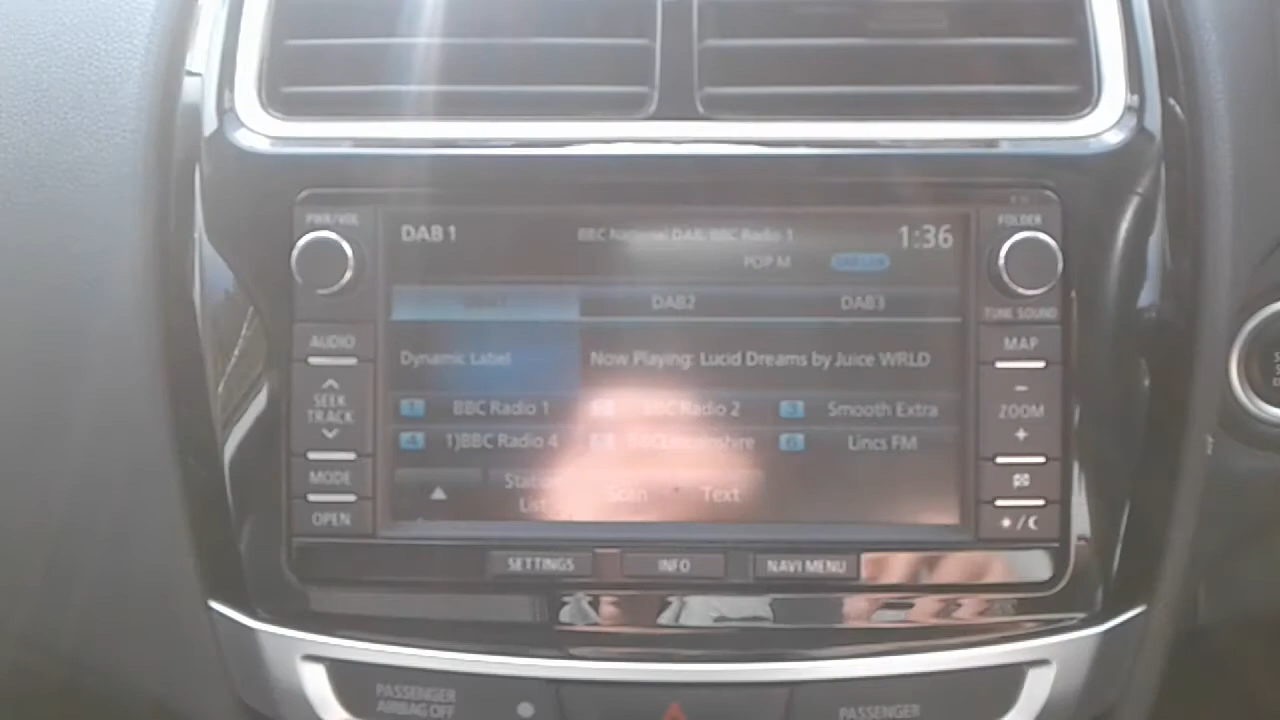 PWR/VOL
FOLDER
DAB 1
BBC National DAB, BBC Radio 1
1:36
POP M
DAB2
DAB3
TUNE SOUND
AUDIO
MAP
Dynamic Label
Now Playing: Lucid Dreams by Juice WRLD
SEEK
TRACK
ZOOM
1 BBC Radio 1
BBC Radio 2
3 Smooth Extra
4 1)BBC Radio 4
6 Lincs FM
MODE
Station
List
Scan
Text
OPEN
SETTINGS
INFO
NAVI MENU
PASSENGER
AIRBAG OFF
PASSENGER